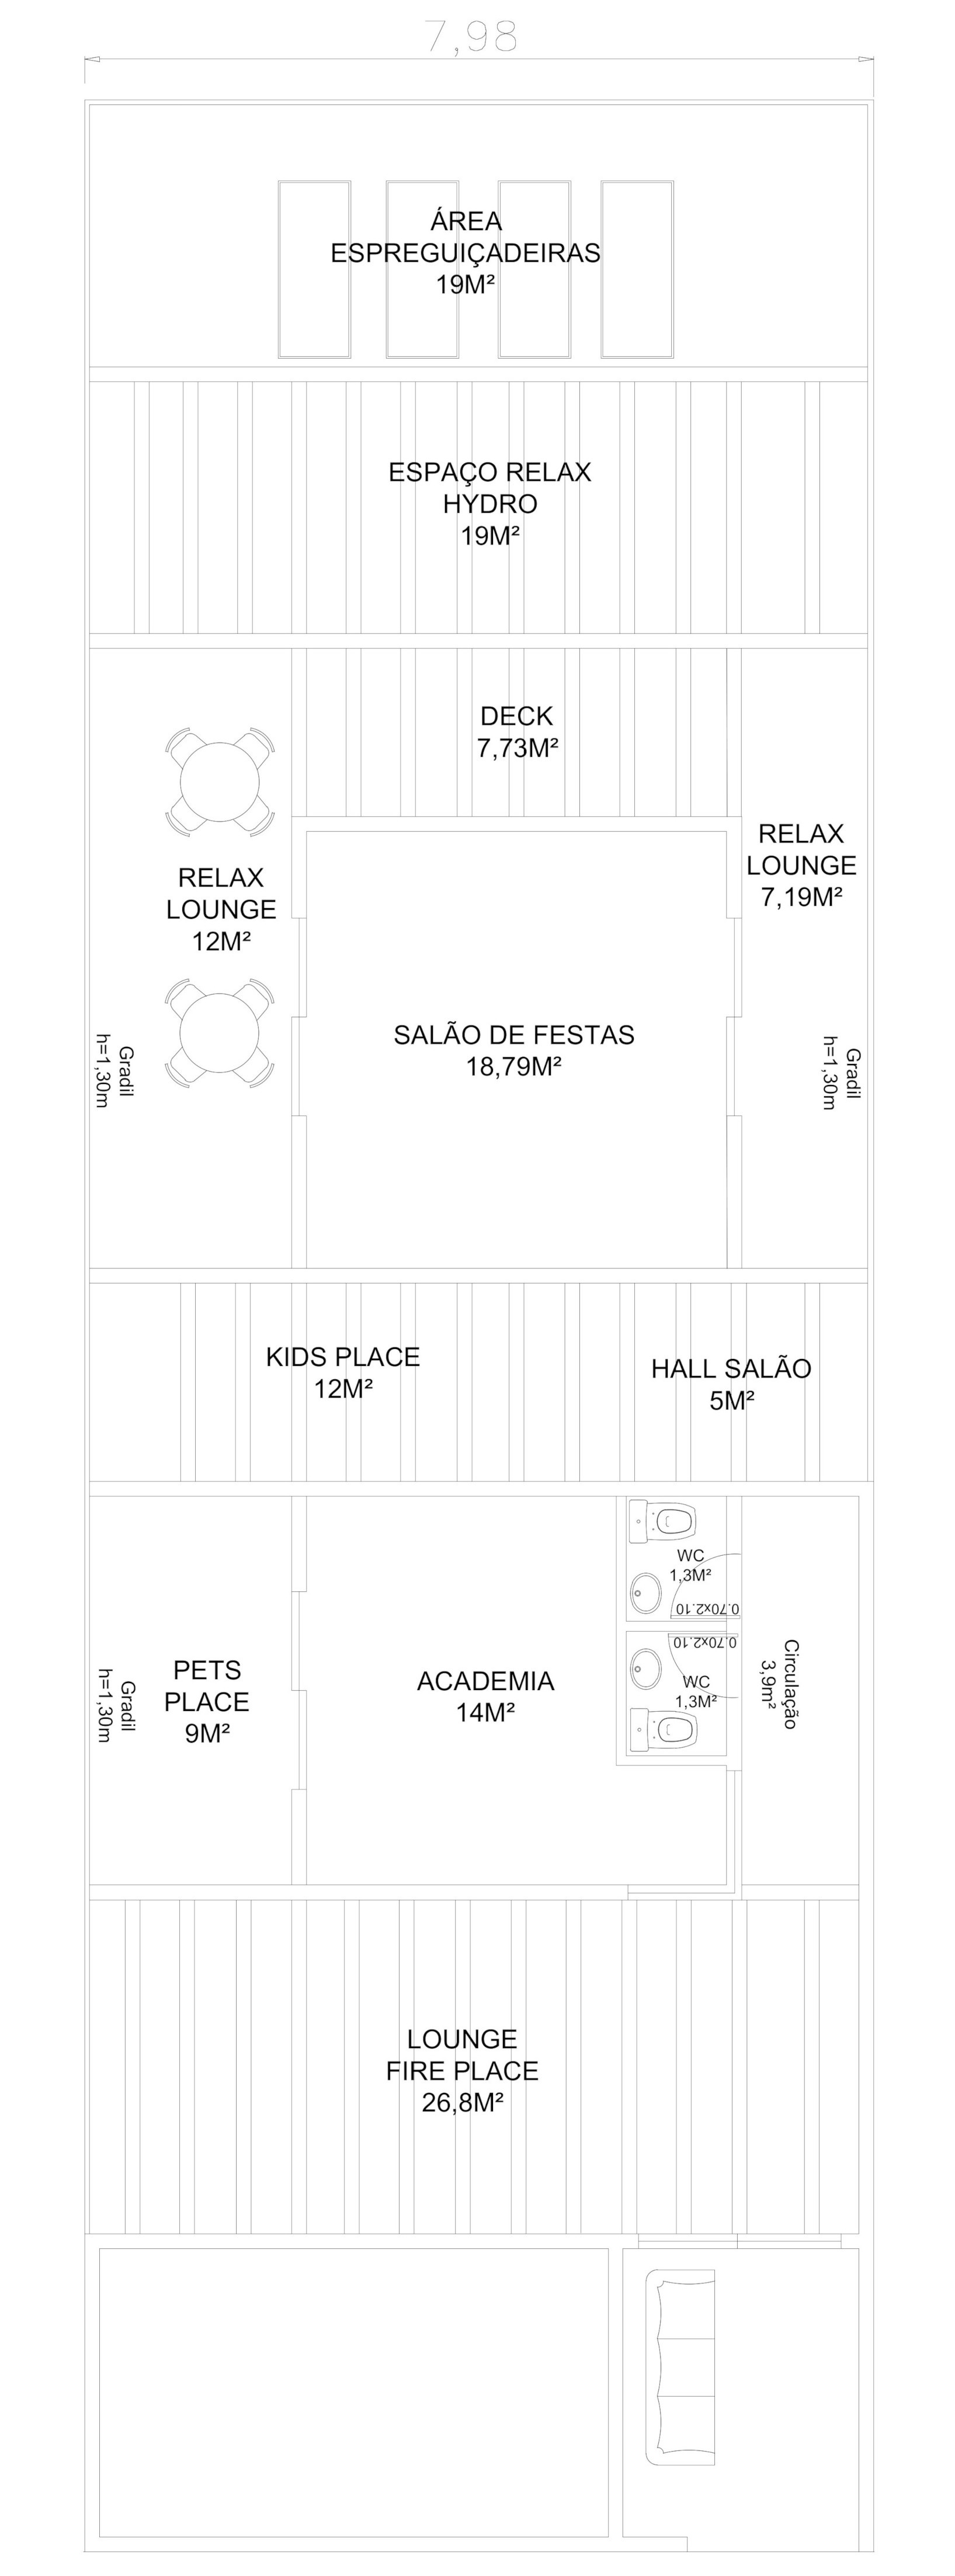 7,98
ÁREA
ESPREGUIÇADEIRAS
19M²
ESPAÇO RELAX
HYDRO
19M²
DECK
7,73M²
RELAX
LOUNGE
7,19M²
RELAX
LOUNGE
12M²
SALÃO DE FESTAS
18,79M²
Gradil
h=1,30m
Gradil
h=1,30m
KIDS PLACE
12M²
HALL SALÃO
5M²
WC
1,3M²
0.70x2.10
0.70x2.10
WC
1,3M²
Circulação
3,9m²
PETS
PLACE
9M²
ACADEMIA
14M²
Gradil
h=1,30m
LOUNGE
FIRE PLACE
26,8M²